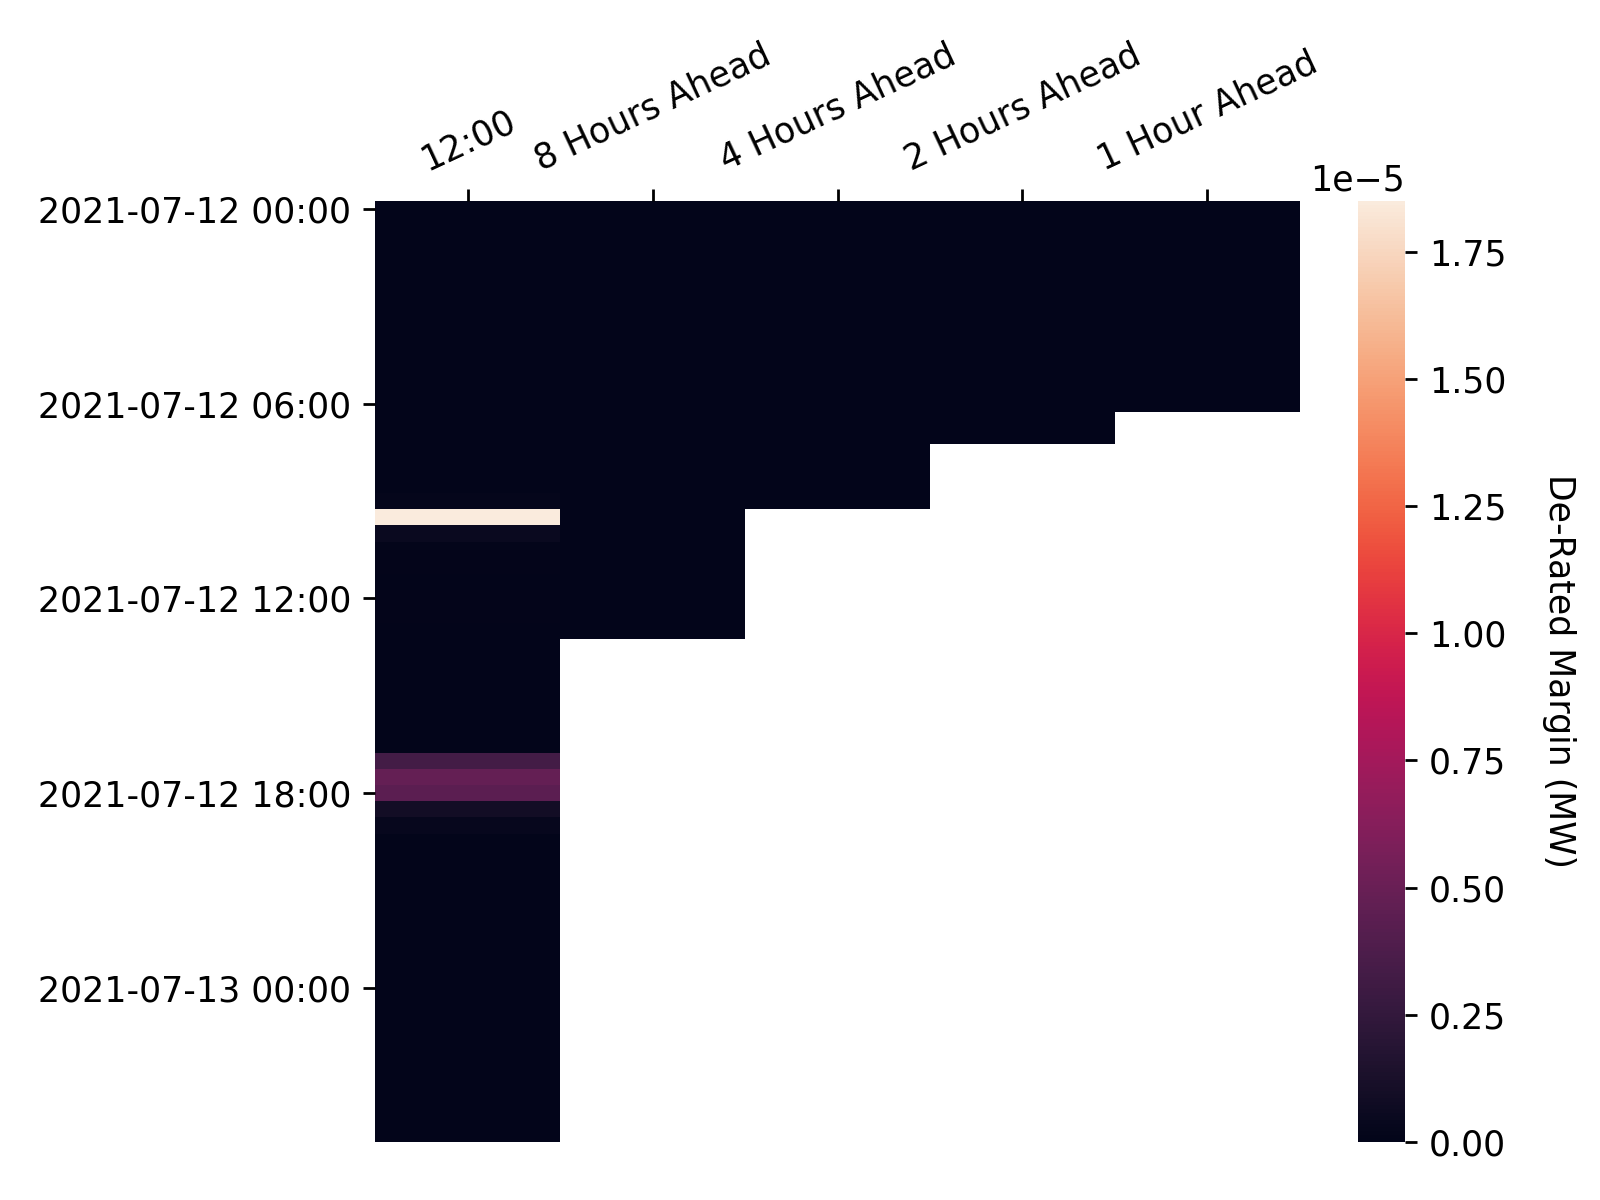 12:00
8 Hours Ahead
4 Hours Ahead
2 Hours Ahead
1 Hour Ahead
1e−5
2021-07-12 00:00
2021-07-12 06:00
2021-07-12 12:00
2021-07-12 18:00
2021-07-13 00:00
1.75
1.50
1.25
1.00
0.75
0.50
0.25
0.00
De-Rated Margin (MW)